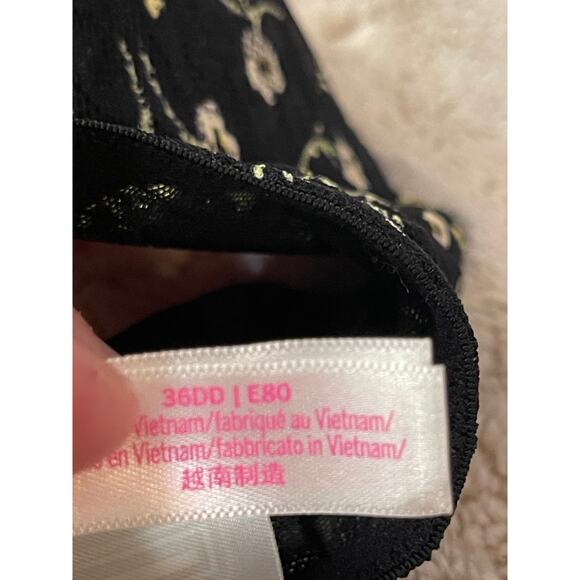 36DD | E80
Vietnam/fabriqué au Vietnam/
en Vietnam/fabbricato in Vietnam/
越南制造